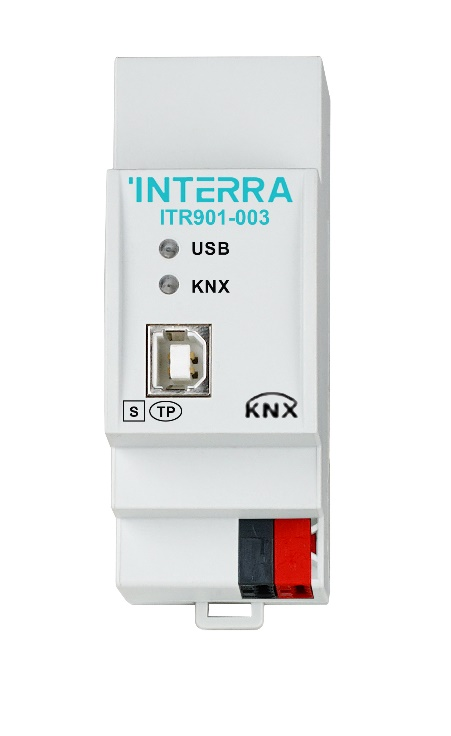 INTERRA
ITR901-003
USB
KNX
S TP
KNX